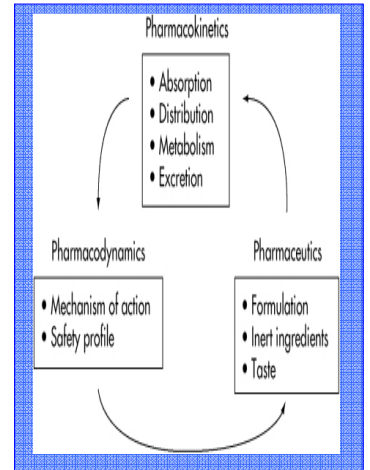 Pharmacokinetics
• Absorption
• Distribution
• Metabolism
• Excretion
Pharmacodynamics
• Mechanism of action
• Safety profile
Pharmaceutics
• Formulation
• Inert ingredients
• Taste